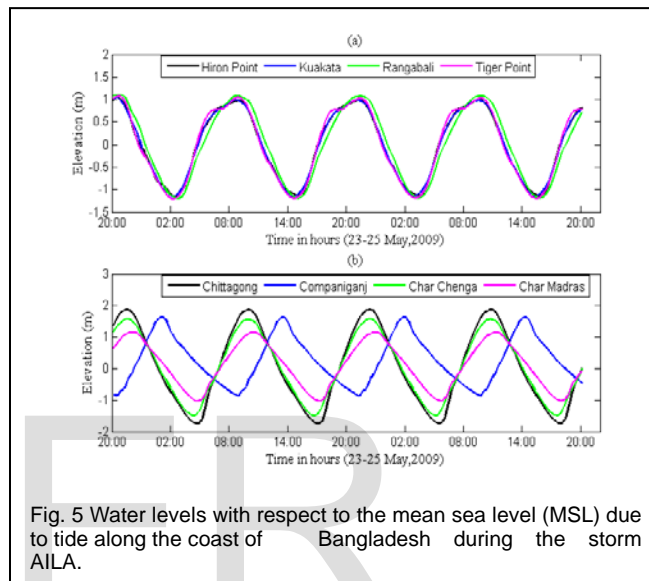 (a)
2
Hiron Point Kuakata Rangabali Tiger Point
1.5
1
0.5
0
-0.5
-1
-1.5
Elevation (m)
20:00 02:00 08:00 14:00 20:00 02:00 08:00 14:00 20:00
Time in hours (23-25 May,2009)
(b)
3
Chittagong Companiganj Char Chenga Char Madras
2
1
0
-1
-2
Elevation (m)
20:00 02:00 08:00 14:00 20:00 02:00 08:00 14:00 20:00
Time in hours (23-25 May,2009)
Fig. 5 Water levels with respect to the mean sea level (MSL) due
to tide along the coast of Bangladesh during the storm
AILA.
ER